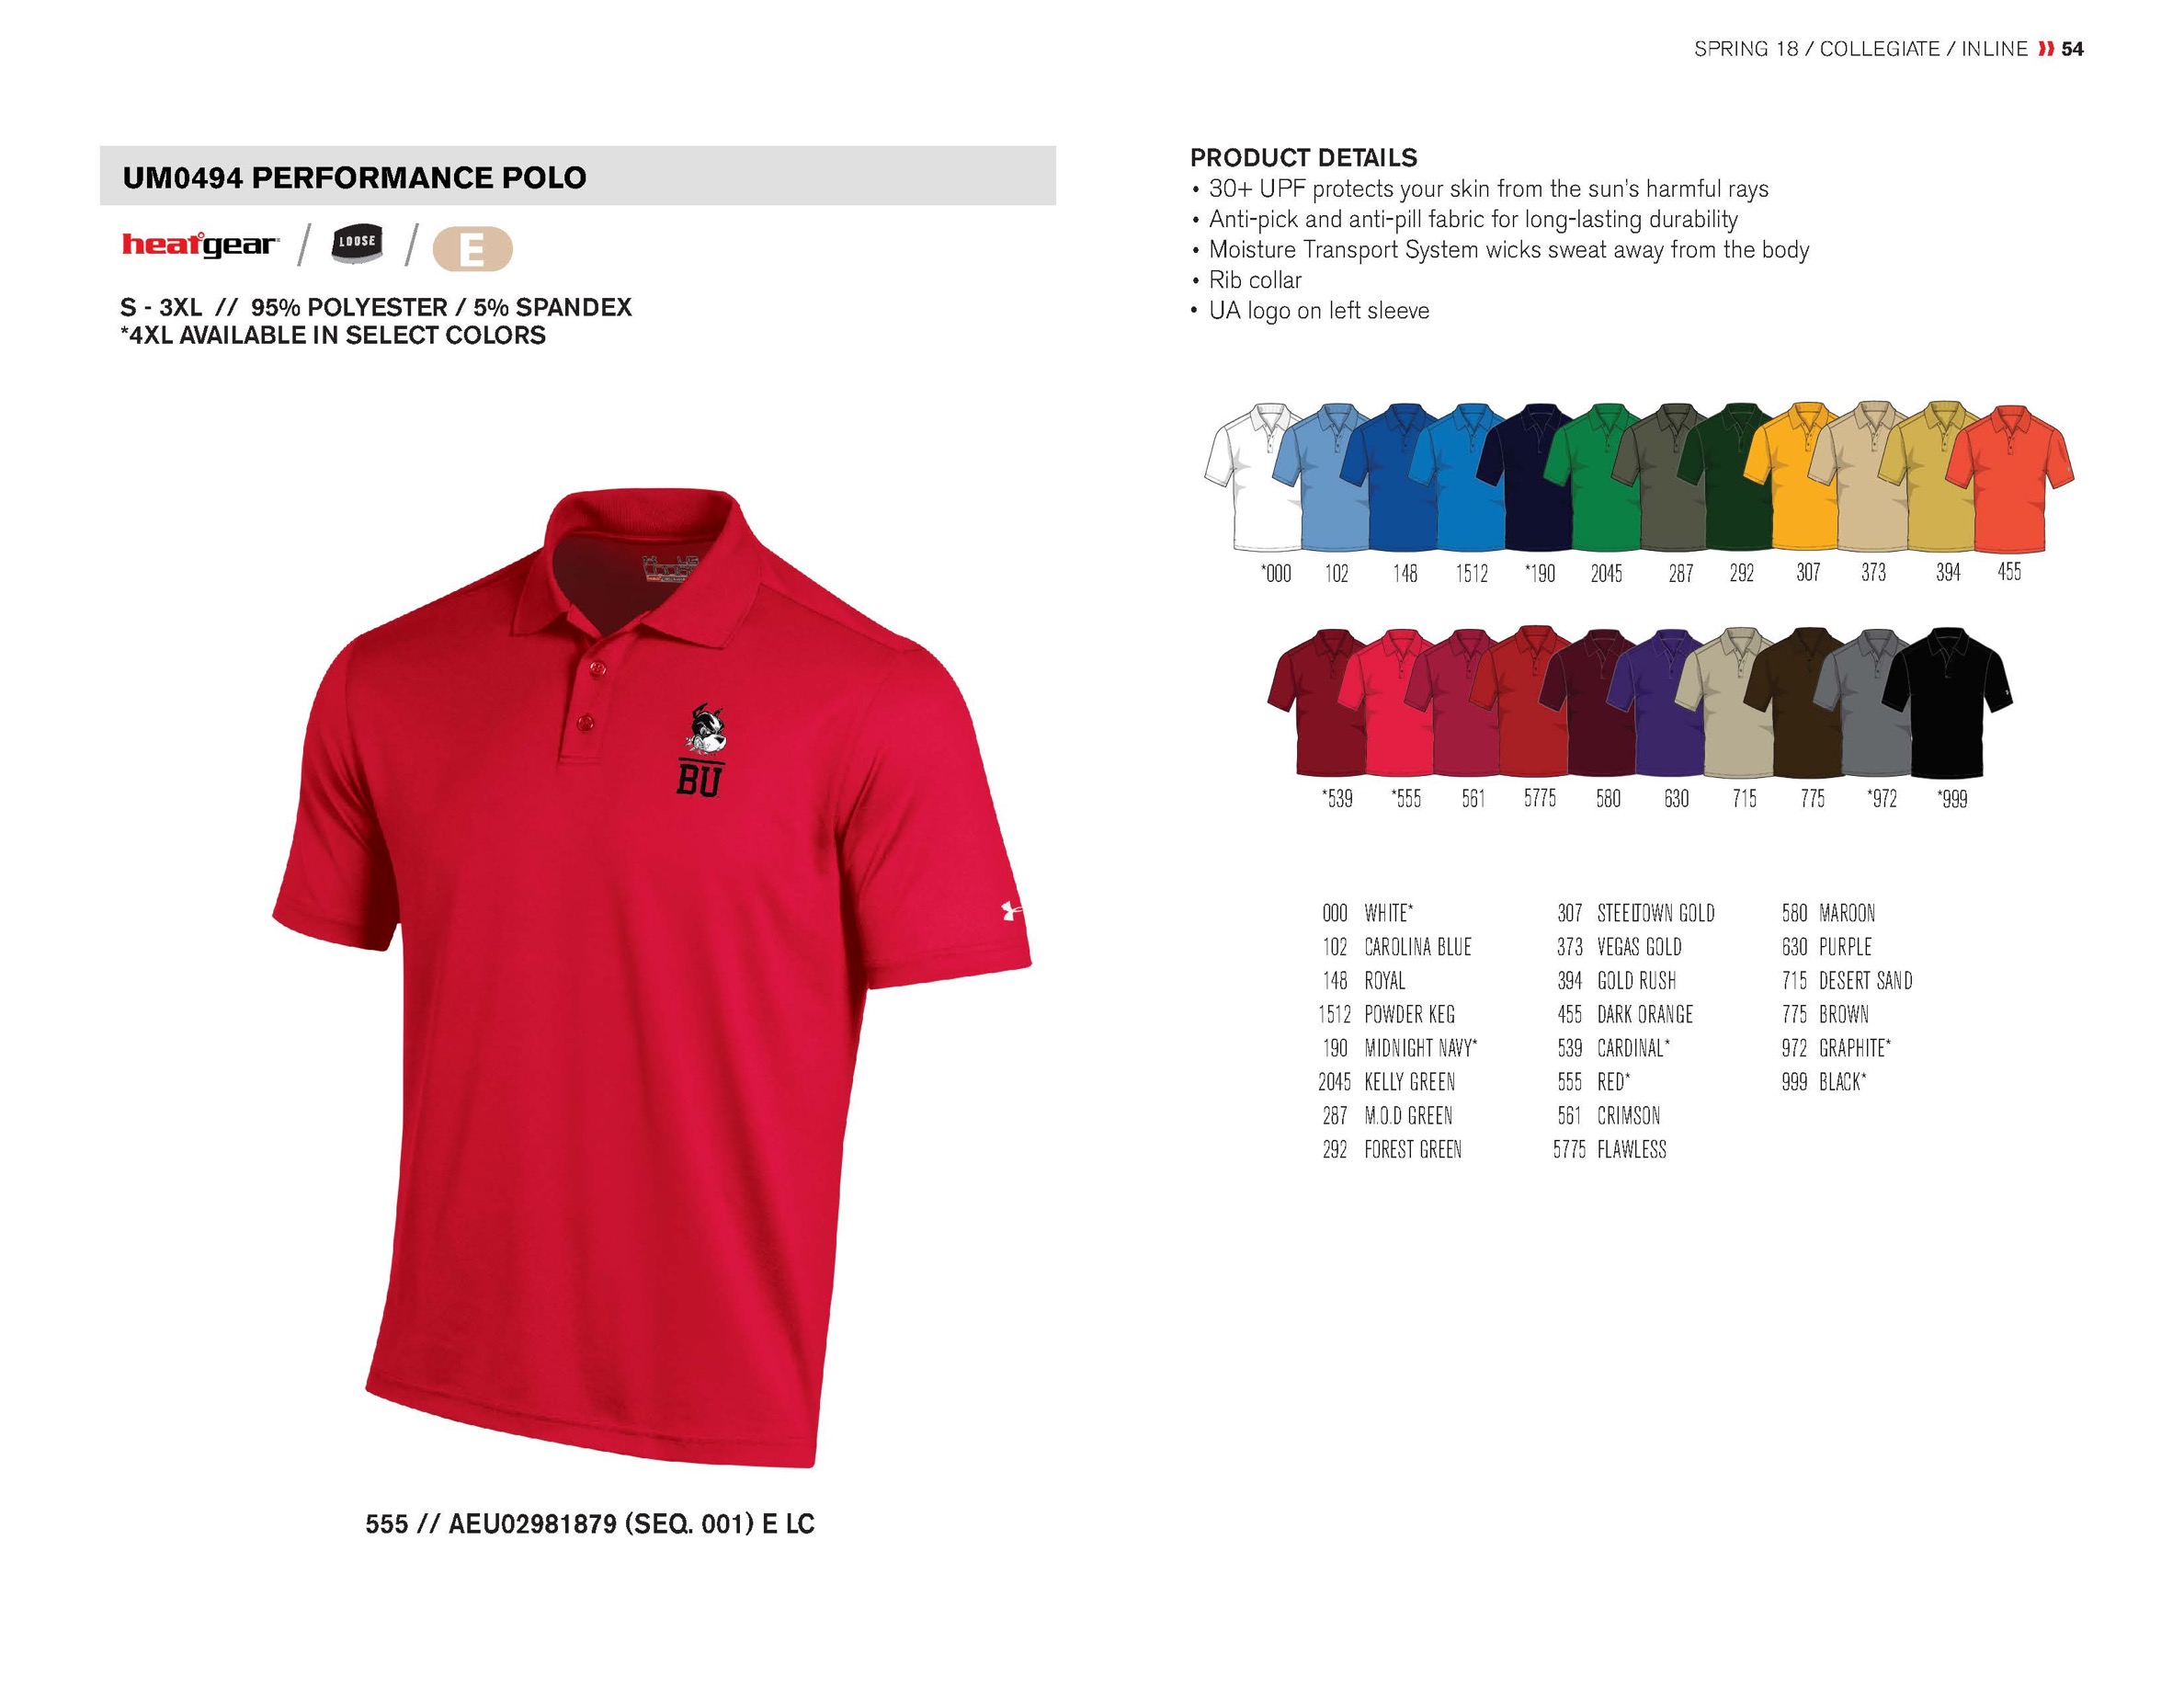 SPRING 18 / COLLEGIATE / INLINE 54
UM0494 PERFORMANCE POLO
heatgear / LOOSE / E
S - 3XL // 95% POLYESTER / 5% SPANDEX
*4XL AVAILABLE IN SELECT COLORS
PRODUCT DETAILS
• 30+ UPF protects your skin from the sun's harmful rays
• Anti-pick and anti-pill fabric for long-lasting durability
• Moisture Transport System wicks sweat away from the body
• Rib collar
• UA logo on left sleeve
BU
555 // AEU02981879 (SEQ. 001) E LC
*000 102 148 1512 *190 2045 287 292 307 373 394 455
*539 *555 561 5775 580 630 715 775 *972 *999
000 WHITE*
102 CAROLINA BLUE
148 ROYAL
1512 POWDER KEG
190 MIDNIGHT NAVY*
2045 KELLY GREEN
287 M.O.D GREEN
292 FOREST GREEN
307 STEELTOWN GOLD
373 VEGAS GOLD
394 GOLD RUSH
455 DARK ORANGE
539 CARDINAL*
555 RED*
561 CRIMSON
5775 FLAWLESS
580 MAROON
630 PURPLE
715 DESERT SAND
775 BROWN
972 GRAPHITE*
999 BLACK*